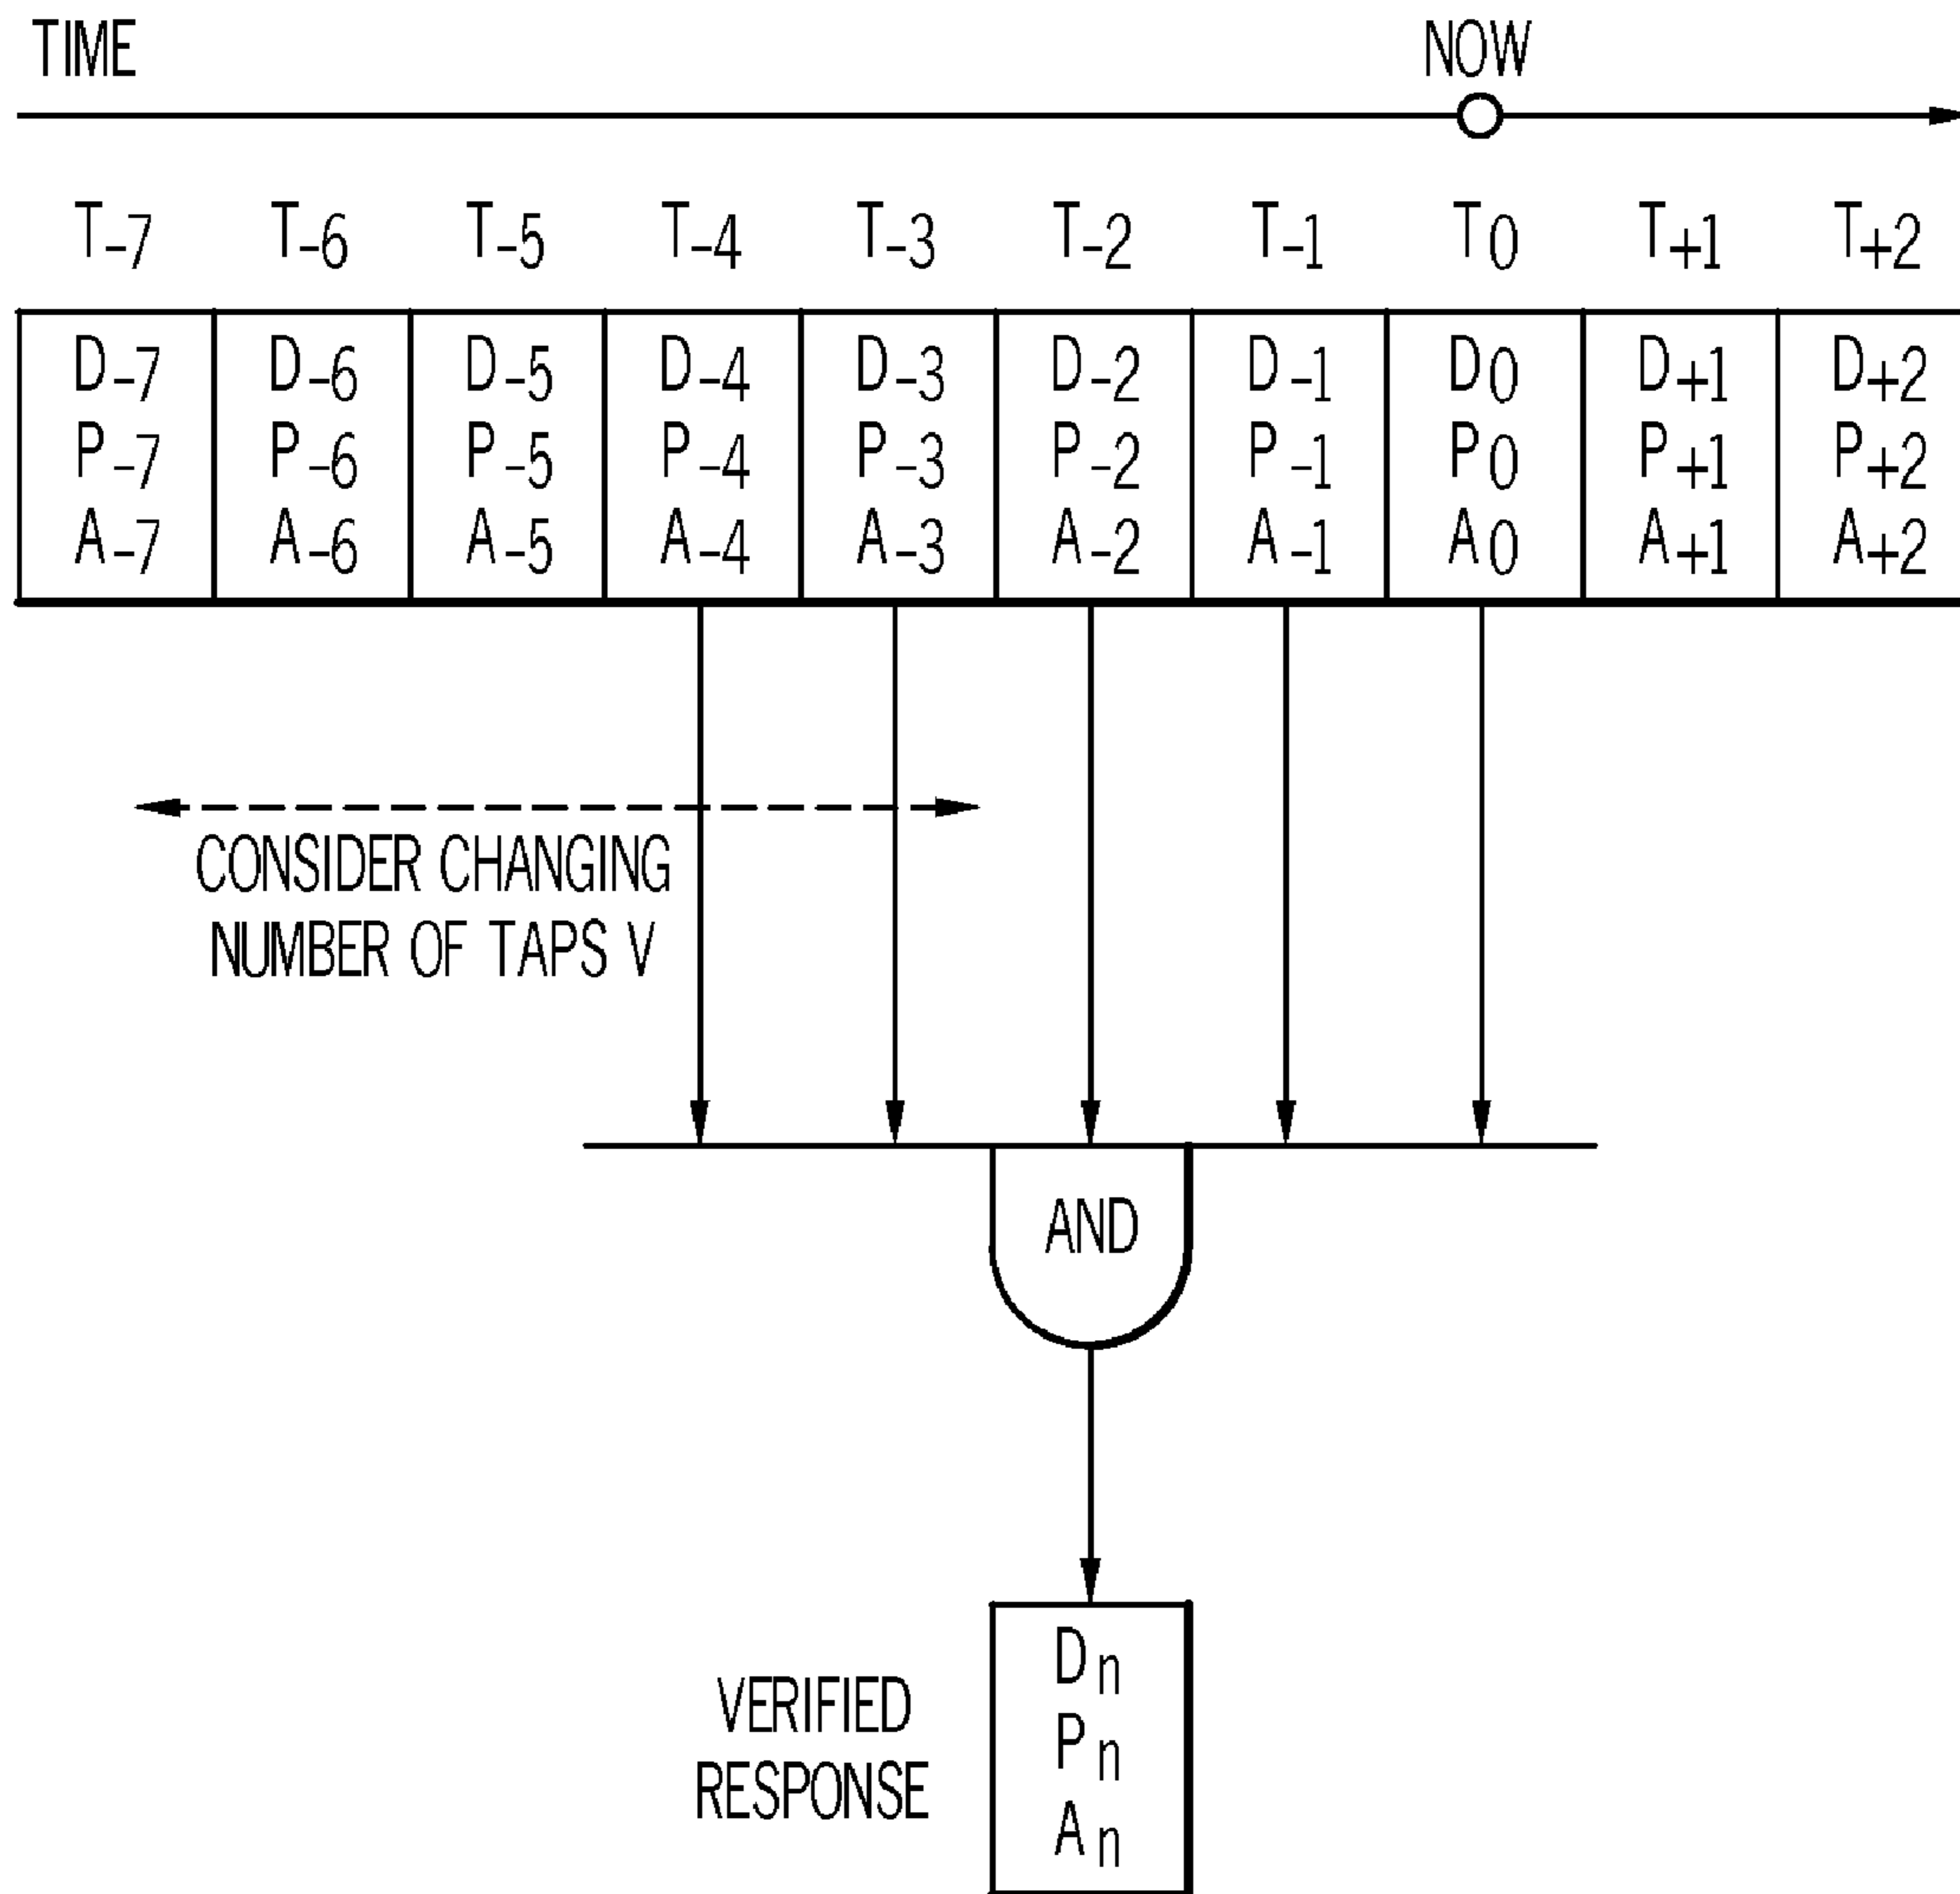 TIME NOW
T-7 T-6 T-5 T-4 T-3 T-2 T-1 T0 T+1 T+2
D-7 D-6 D-5 D-4 D-3 D-2 D-1 D0 D+1 D+2
P-7 P-6 P-5 P-4 P-3 P-2 P-1 P0 P+1 P+2
A-7 A-6 A-5 A-4 A-3 A-2 A-1 A0 A+1 A+2
CONSIDER CHANGING
NUMBER OF TAPS V
AND
VERIFIED
RESPONSE
Dn
Pn
An